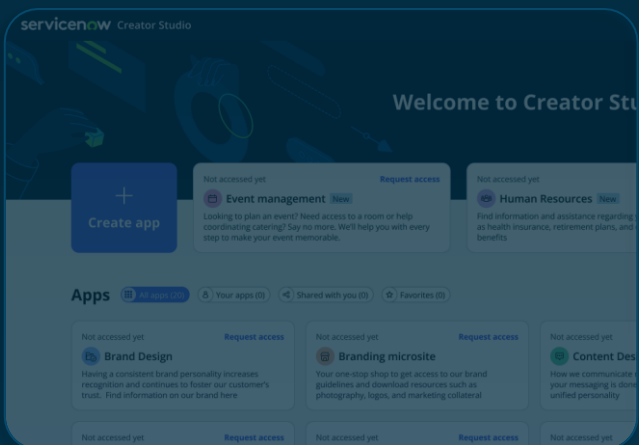 servicenow Creator Studio
Welcome to Creator
Not accessed yet
Request access
Event management New
Looking to plan an event? Need access to a room or help
coordinating catering? Say no more. We'll help you with every
step to make your event memorable.
Not accessed yet
Human Resources New
Find information and assistance regarding
as health insurance, retirement plans, and
benefits
Create app
Apps
All apps (20)
Your apps (0)
Shared with you (0)
Favorites (0)
Not accessed yet
Request access
Brand Design
Having a consistent brand personality increases
recognition and continues to foster our customer's
trust. Find information on our brand here
Not accessed yet
Request access
Branding microsite
Your one-stop shop to get access to our brand
guidelines and download resources such as
photography, logos, and marketing collateral
Not accessed yet
Content Des
How we communicate
your messaging is don
unified personality
Not accessed yet
Request access
Not accessed yet
Request access
Not accessed yet